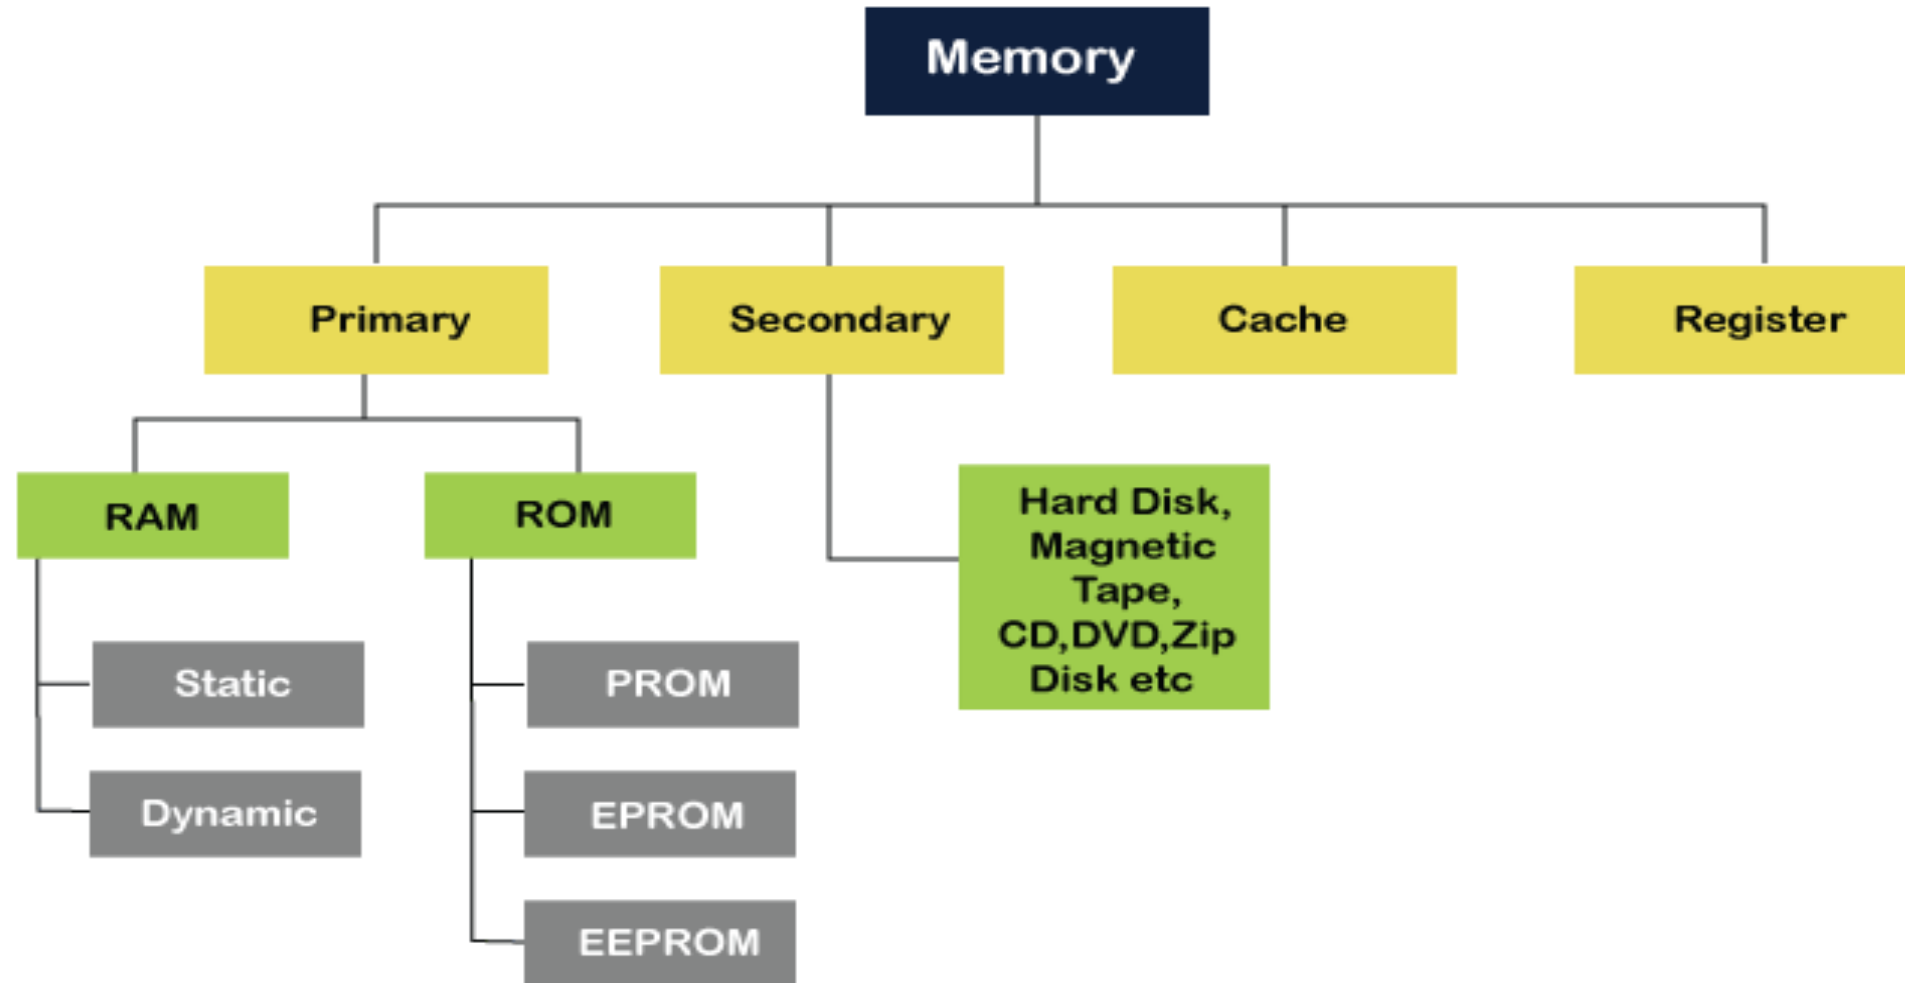 Memory
Primary
Secondary
Cache
Register
RAM
ROM
Hard Disk,
Magnetic
Tape,
CD,DVD,Zip
Disk etc
Static
PROM
Dynamic
EPROM
EEPROM